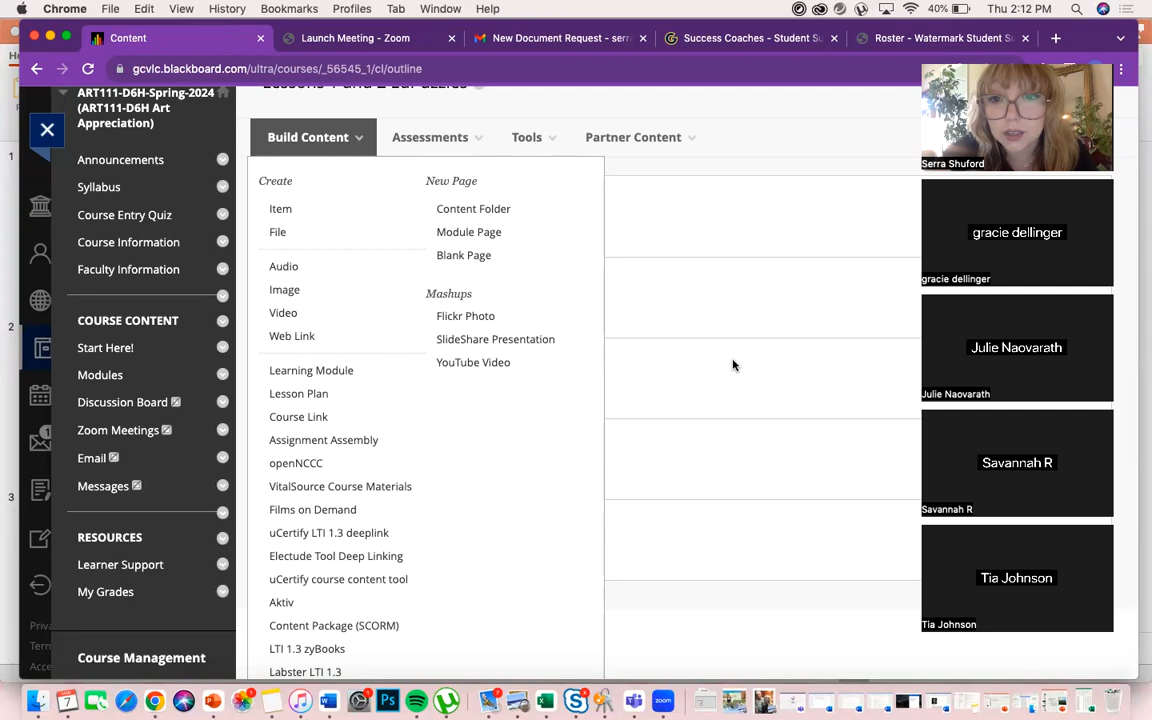 Chrome File Edit View History Bookmarks Profiles Tab Window Help 40% Thu 2:12 PM
Content Launch Meeting - Zoom New Document Request - serr Success Coaches - Student Su Roster - Watermark Student S
gcvlc.blackboard.com/ultra/courses/_56545_1/cl/outline
ART111-D6H-Spring-2024
(ART111-D6H Art
Appreciation)
Announcements
Syllabus
Course Entry Quiz
Course Information
Faculty Information
COURSE CONTENT
Start Here!
Modules
Discussion Board
Zoom Meetings
Email
Messages
RESOURCES
Learner Support
My Grades
Course Management
Priva
Term
Acce
1
2
3
Build Content Assessments Tools Partner Content
Create
Item
File
Audio
Image
Video
Web Link
Learning Module
Lesson Plan
Course Link
Assignment Assembly
openNCCC
VitalSource Course Materials
Films on Demand
uCertify LTI 1.3 deeplink
Electude Tool Deep Linking
uCertify course content tool
Aktiv
Content Package (SCORM)
LTI 1.3 zyBooks
Labster LTI 1.3
New Page
Content Folder
Module Page
Blank Page
Mashups
Flickr Photo
SlideShare Presentation
YouTube Video
Serra Shuford
gracie dellinger
gracie dellinger
Julie Naovarath
Julie Naovarath
Savannah R
Savannah R
Tia Johnson
Tia Johnson